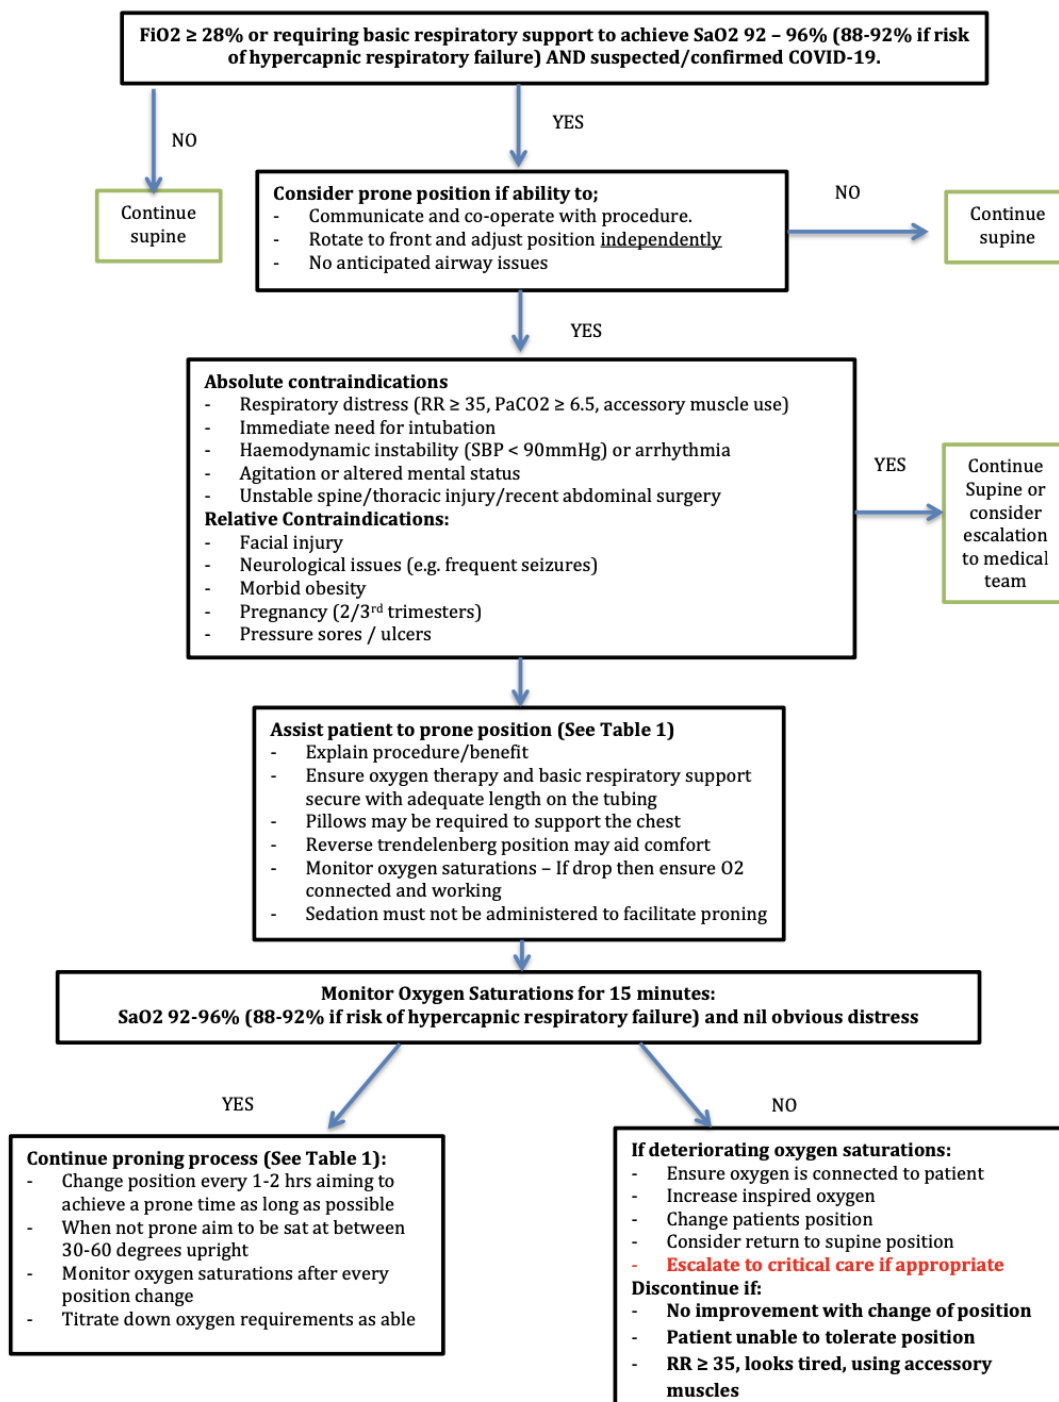 FiO2 ≥ 28% or requiring basic respiratory support to achieve SaO2 92 – 96% (88-92% if risk
of hypercapnic respiratory failure) AND suspected/confirmed COVID-19.
NO
YES
Continue
supine
Consider prone position if ability to;
- Communicate and co-operate with procedure.
- Rotate to front and adjust position independently
- No anticipated airway issues
NO
Continue
supine
YES
Absolute contraindications
- Respiratory distress (RR ≥ 35, PaCO2 ≥ 6.5, accessory muscle use)
- Immediate need for intubation
- Haemodynamic instability (SBP < 90mmHg) or arrhythmia
- Agitation or altered mental status
- Unstable spine/thoracic injury/recent abdominal surgery
Relative Contraindications:
- Facial injury
- Neurological issues (e.g. frequent seizures)
- Morbid obesity
- Pregnancy (2/3rd trimesters)
- Pressure sores / ulcers
YES
Continue
Supine or
consider
escalation
to medical
team
Assist patient to prone position (See Table 1)
- Explain procedure/benefit
- Ensure oxygen therapy and basic respiratory support
secure with adequate length on the tubing
- Pillows may be required to support the chest
- Reverse trendelenberg position may aid comfort
- Monitor oxygen saturations – If drop then ensure O2
connected and working
- Sedation must not be administered to facilitate proning
Monitor Oxygen Saturations for 15 minutes:
SaO2 92-96% (88-92% if risk of hypercapnic respiratory failure) and nil obvious distress
YES
NO
Continue proning process (See Table 1):
- Change position every 1-2 hrs aiming to
achieve a prone time as long as possible
- When not prone aim to be sat at between
30-60 degrees upright
- Monitor oxygen saturations after every
position change
- Titrate down oxygen requirements as able
If deteriorating oxygen saturations:
- Ensure oxygen is connected to patient
- Increase inspired oxygen
- Change patients position
- Consider return to supine position
- Escalate to critical care if appropriate
Discontinue if:
- No improvement with change of position
- Patient unable to tolerate position
- RR ≥ 35, looks tired, using accessory
muscles